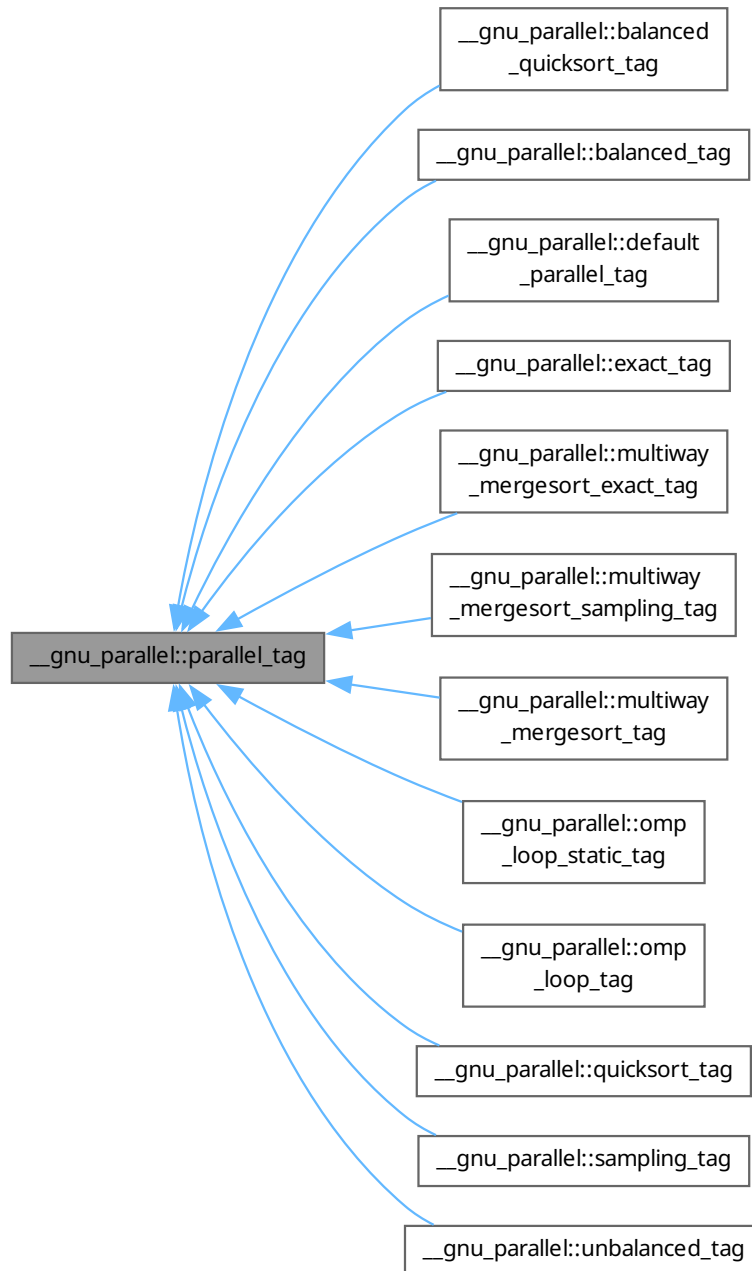 __gnu_parallel::balanced
_quicksort_tag
__gnu_parallel::balanced_tag
__gnu_parallel::default
_parallel_tag
__gnu_parallel::exact_tag
__gnu_parallel::multiway
_mergesort_exact_tag
__gnu_parallel::multiway
_mergesort_sampling_tag
__gnu_parallel::parallel_tag
__gnu_parallel::multiway
_mergesort_tag
__gnu_parallel::omp
_loop_static_tag
__gnu_parallel::omp
_loop_tag
__gnu_parallel::quicksort_tag
__gnu_parallel::sampling_tag
__gnu_parallel::unbalanced_tag